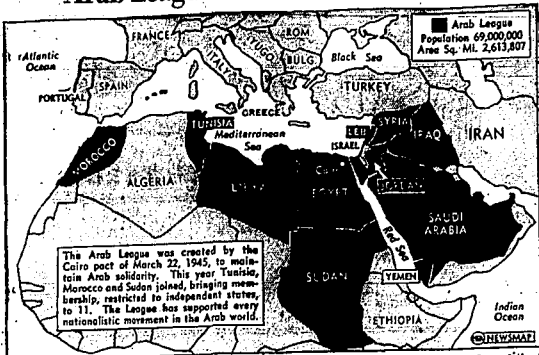 Arab Leag
Arab League
Population 69,000,000
Area Sq. Mi. 2,613,807
Atlantic
Ocean
FRANCE
ROM.
Black Sea
ITALY
YUGO.
BULG.
SPAIN
PORTUGAL
GREECE
TURKEY
TUNISIA
Mediterranean
Sea
LEB.
SYRIA
IRAQ
IRAN
ISRAEL
MOROCCO
ALGERIA
LIBYA
EGYPT
JORDAN
SAUDI
ARABIA
Red Sea
The Arab League was created by the
Cairo pact of March 22, 1945, to main-
tain Arab solidarity. This year Tunisia,
Morocco and Sudan joined, bringing mem-
bership, restricted to independent states,
to 11. The League has supported every
nationalistic movement in the Arab world.
SUDAN
YEMEN
ETHIOPIA
Indian
Ocean
NEWSMAP